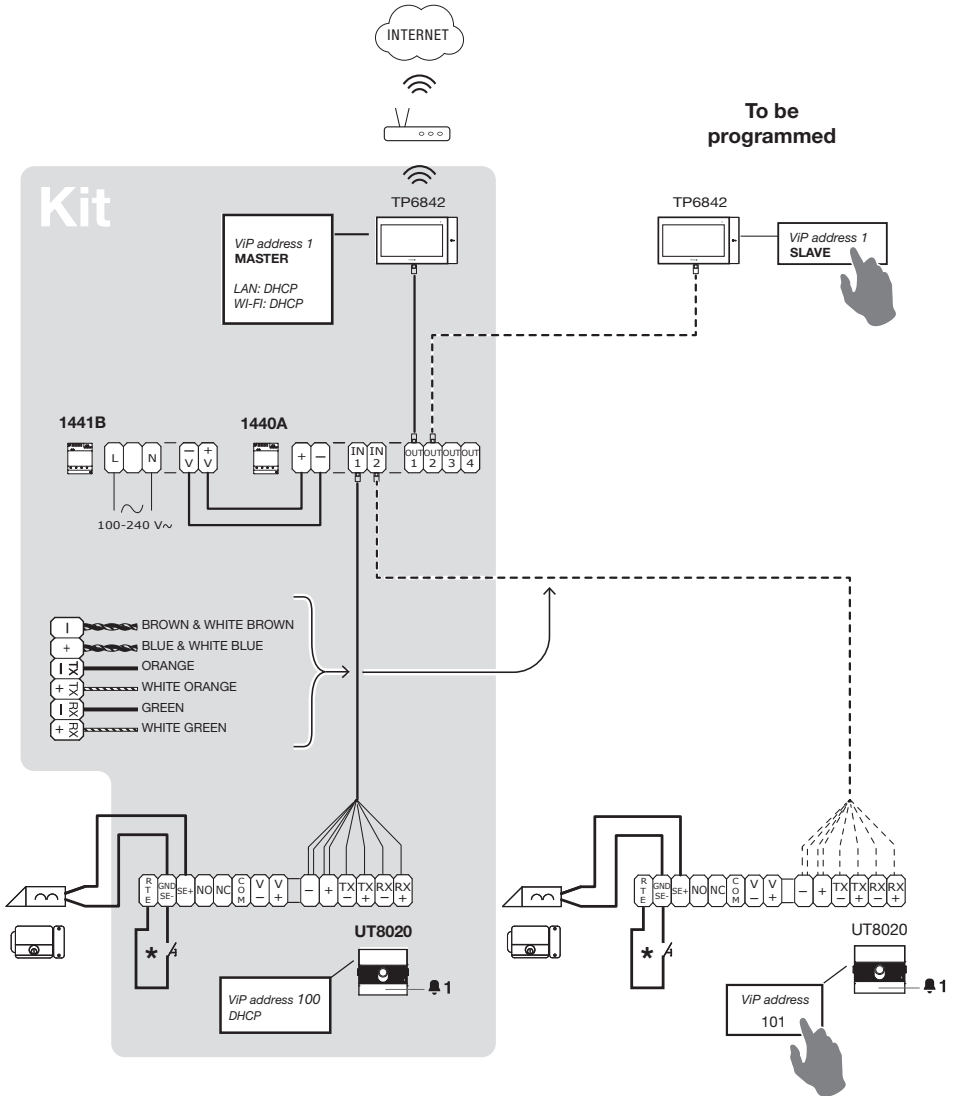 INTERNET
To be
programmed
Kit
TP6842
TP6842
ViP address 1
MASTER
LAN: DHCP
WI-FI: DHCP
ViP address 1
SLAVE
1441B
1440A
L N − V + V
+ − IN 1 IN 2 OUT 1 OUT 2 OUT 3 OUT 4
100-240 V~
− BROWN & WHITE BROWN
+ BLUE & WHITE BLUE
− TX ORANGE
+ TX WHITE ORANGE
− RX GREEN
+ RX WHITE GREEN
RTE GND SE- SE+ NO NC COM V − V + − + TX − TX + RX − RX +
RTE GND SE- SE+ NO NC COM V − V + − + TX − TX + RX − RX +
*
*
UT8020
UT8020
1
1
ViP address 100
DHCP
ViP address
101